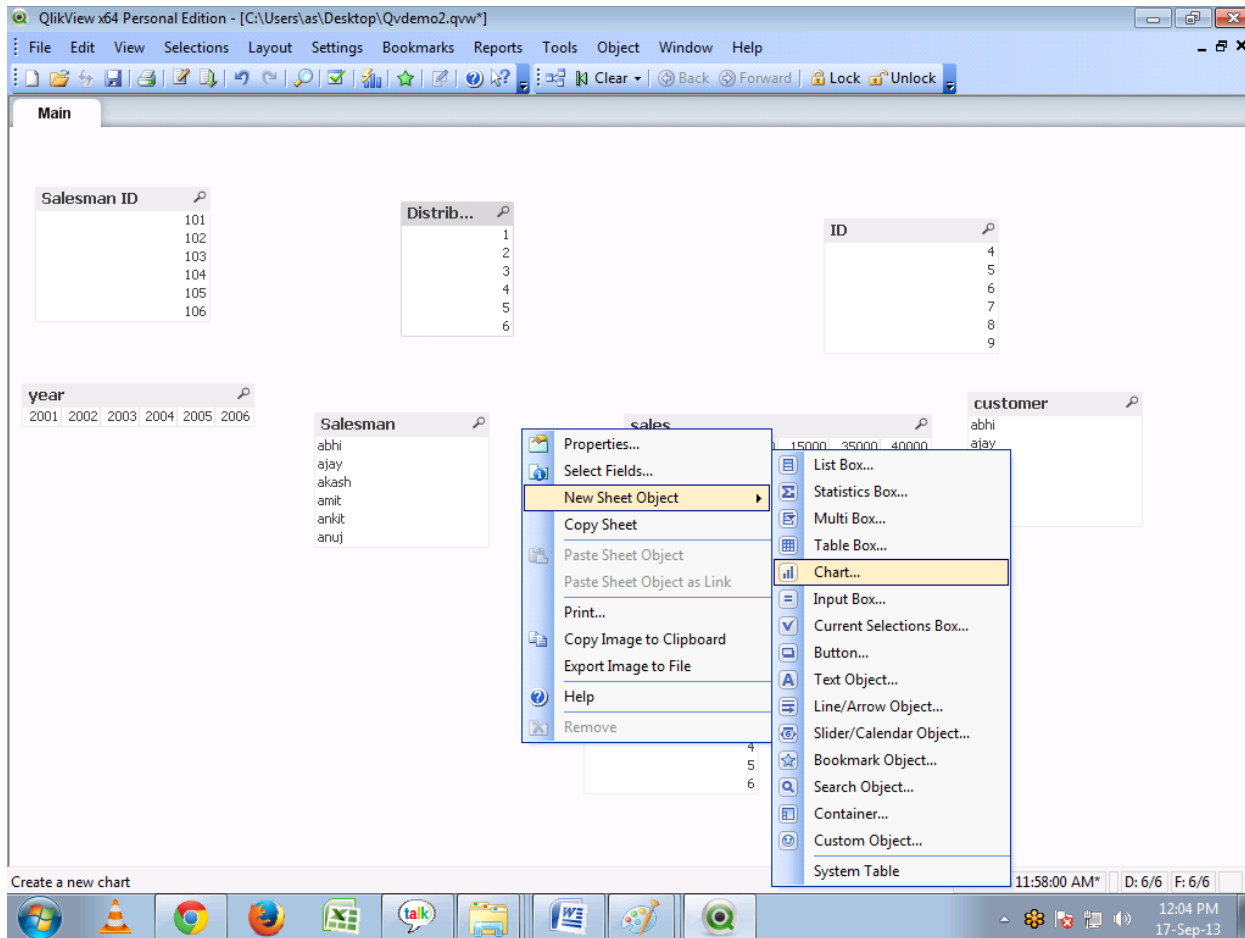 QlikView x64 Personal Edition - [C:\Users\as\Desktop\Qvdemo2.qvw*]
File Edit View Selections Layout Settings Bookmarks Reports Tools Object Window Help
Clear Back Forward Lock Unlock
Main
Salesman ID
101
102
103
104
105
106
Distrib...
1
2
3
4
5
6
ID
4
5
6
7
8
9
year
2001 2002 2003 2004 2005 2006
Salesman
abhi
ajay
akash
amit
ankit
anuj
sales
15000 35000 40000
customer
abhi
ajay
Properties...
Select Fields...
New Sheet Object
Copy Sheet
Paste Sheet Object
Paste Sheet Object as Link
Print...
Copy Image to Clipboard
Export Image to File
Help
Remove
List Box...
Statistics Box...
Multi Box...
Table Box...
Chart...
Input Box...
Current Selections Box...
Button...
Text Object...
Line/Arrow Object...
Slider/Calendar Object...
Bookmark Object...
Search Object...
Container...
Custom Object...
System Table
4
5
6
Create a new chart
11:58:00 AM* D: 6/6 F: 6/6
talk
12:04 PM
17-Sep-13